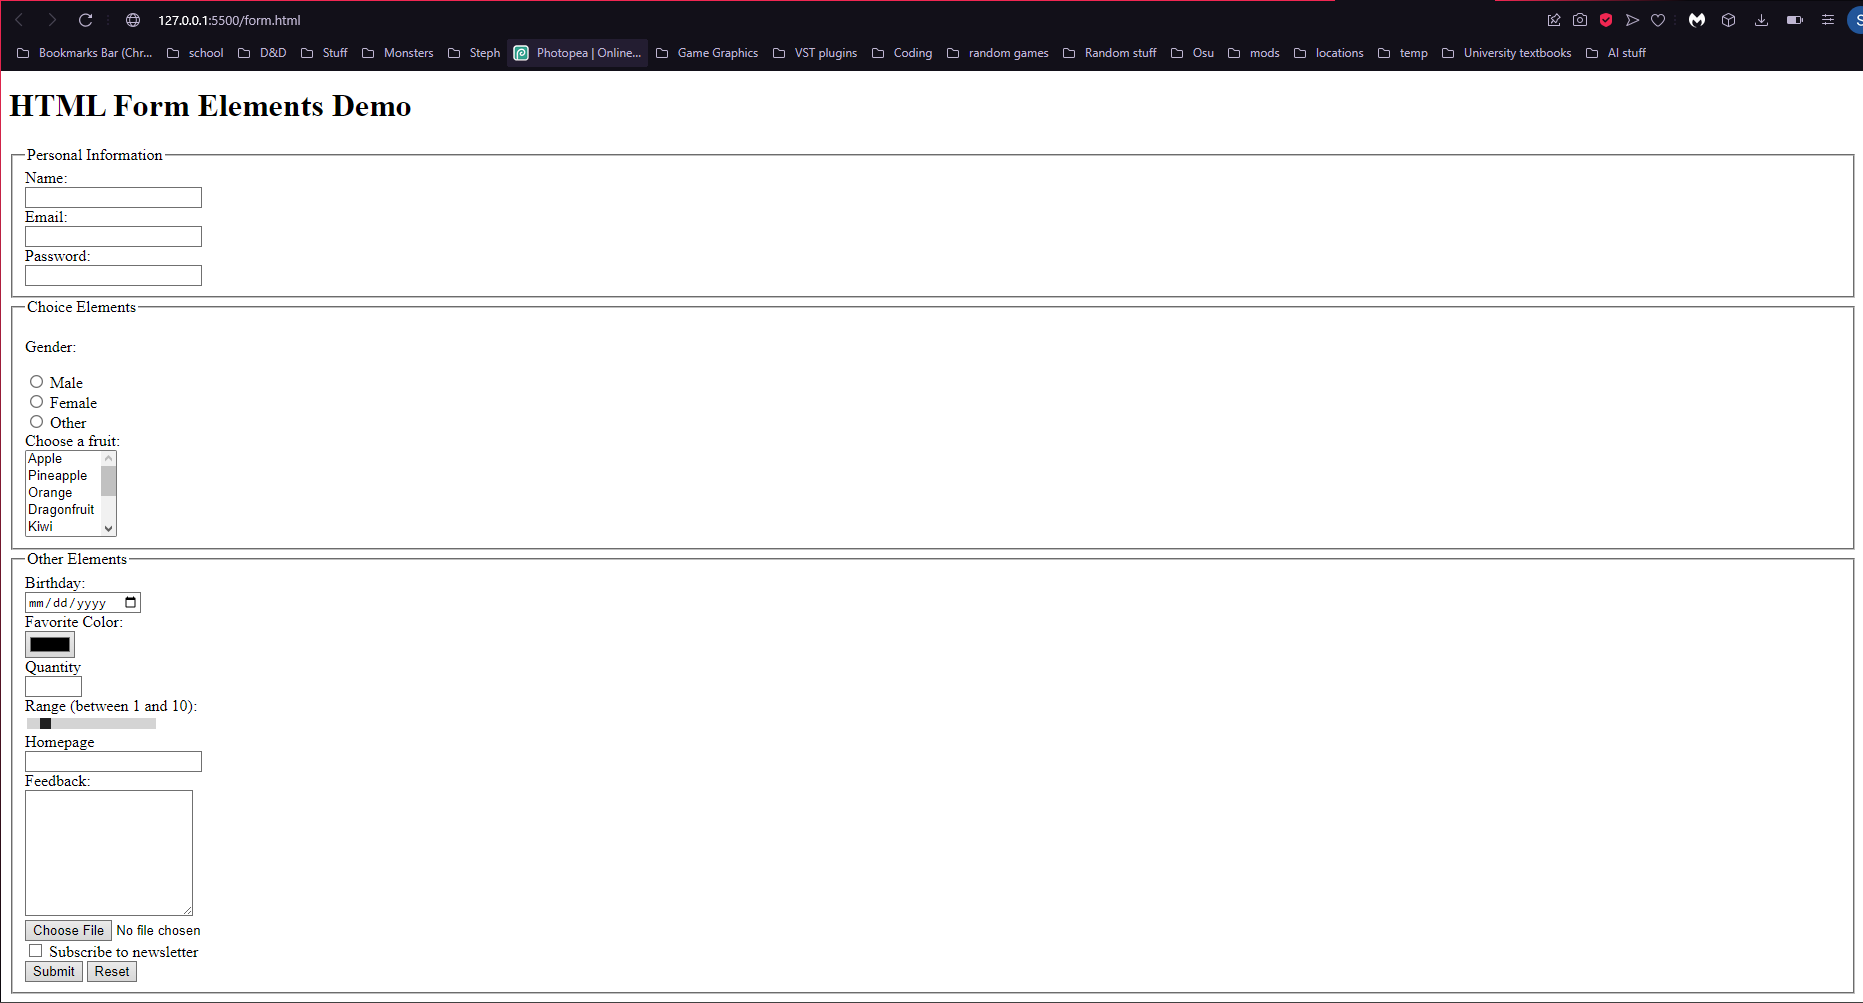 127.0.0.1:5500/form.html
S
Bookmarks Bar (Chr... school D&D Stuff Monsters Steph Photopea | Online... Game Graphics VST plugins Coding random games Random stuff Osu mods locations temp University textbooks AI stuff
HTML Form Elements Demo
Personal Information
Name:
Email:
Password:
Choice Elements
Gender:
Male
Female
Other
Choose a fruit:
Apple
Pineapple
Orange
Dragonfruit
Kiwi
Other Elements
Birthday:
mm/dd/yyyy
Favorite Color:
Quantity
Range (between 1 and 10):
Homepage
Feedback:
Choose File No file chosen
Subscribe to newsletter
Submit Reset